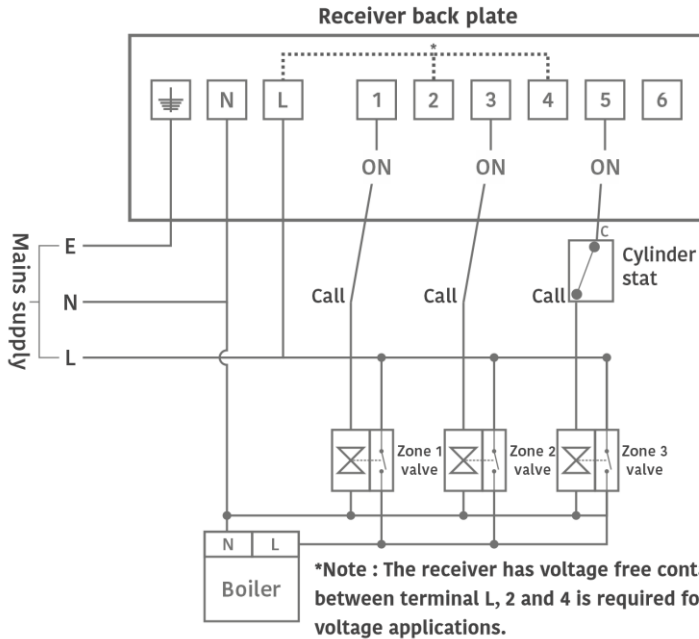 Receiver back plate
*
N L 1 2 3 4 5 6
ON ON ON
Mains supply
E
N
L
C
Cylinder
stat
Call Call Call
Zone 1
valve
Zone 2
valve
Zone 3
valve
N L
Boiler
*Note : The receiver has voltage free
between terminal L, 2 and 4 is required
voltage applications.